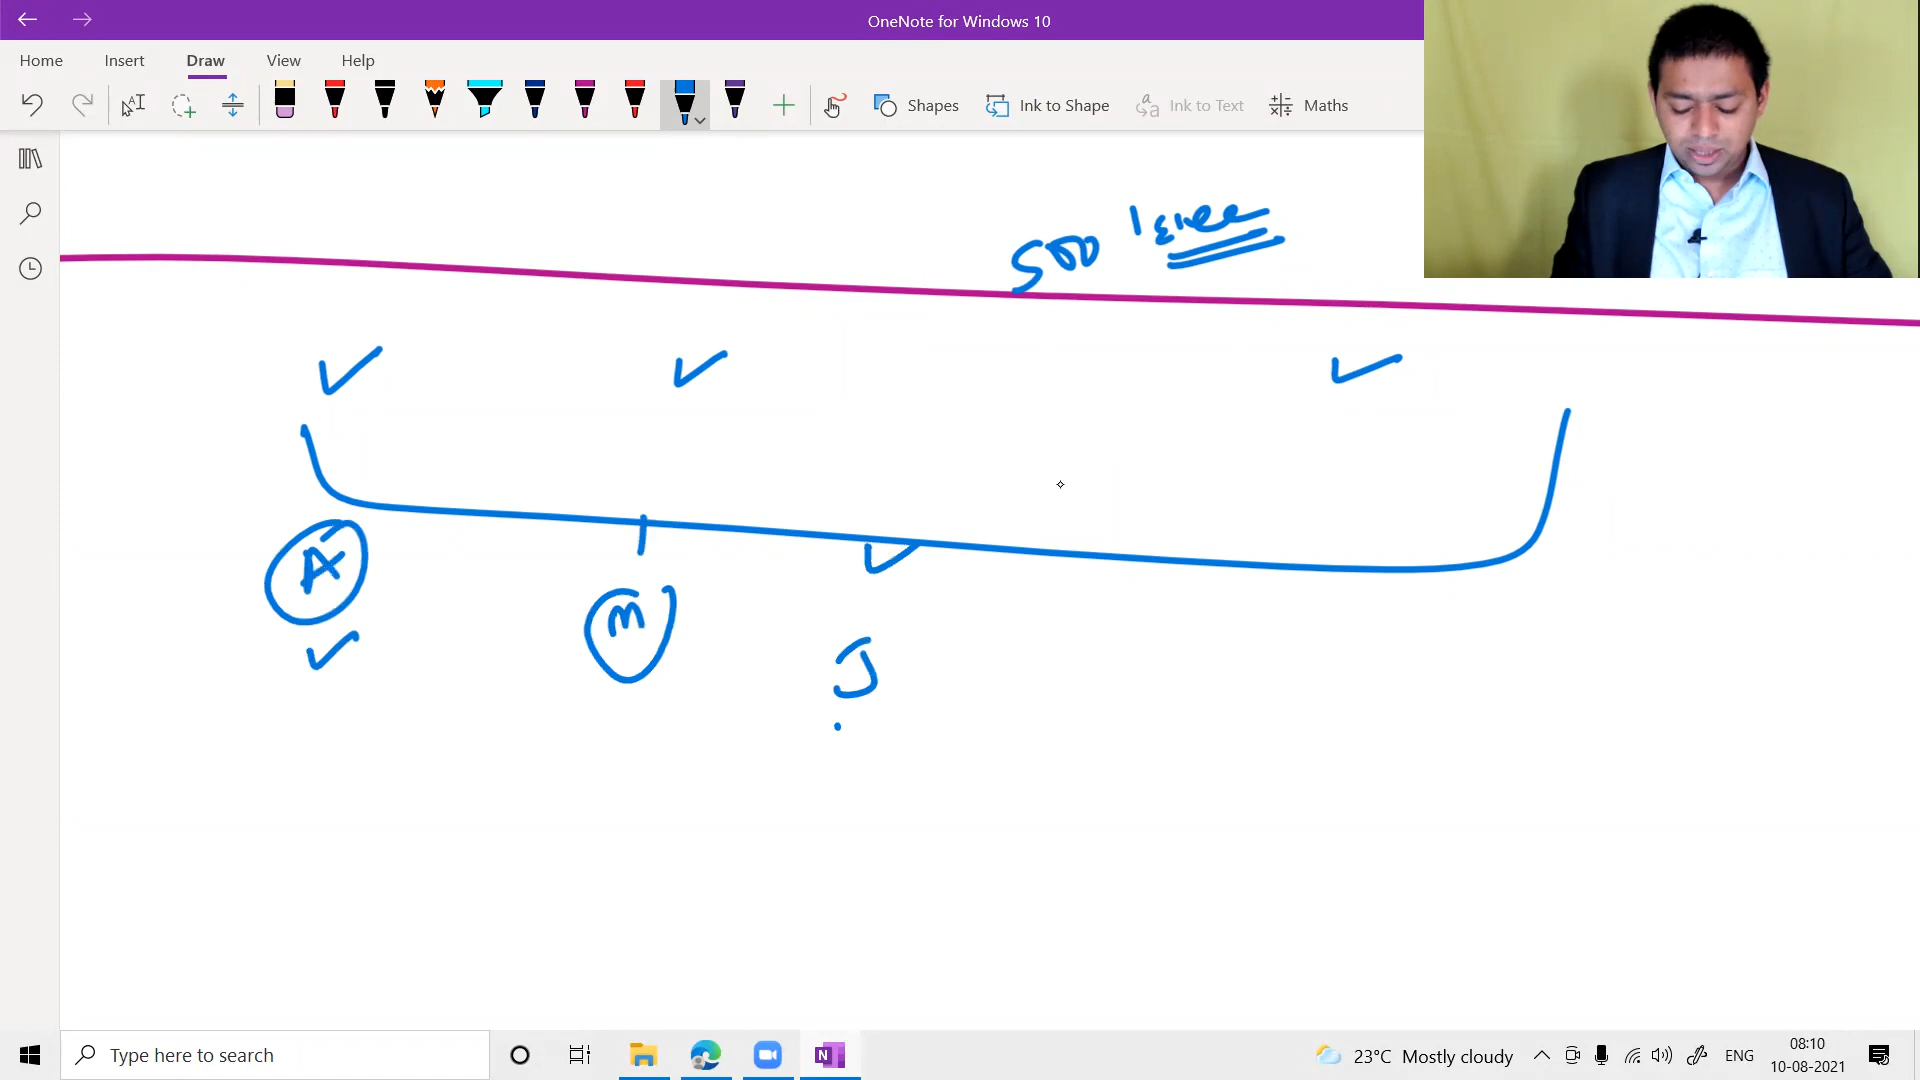 OneNote for Windows 10
Home Insert Draw View Help
Shapes Ink to Shape Ink to Text Maths
500
A
M
J
Type here to search
23°C Mostly cloudy
ENG
08:10
10-08-2021